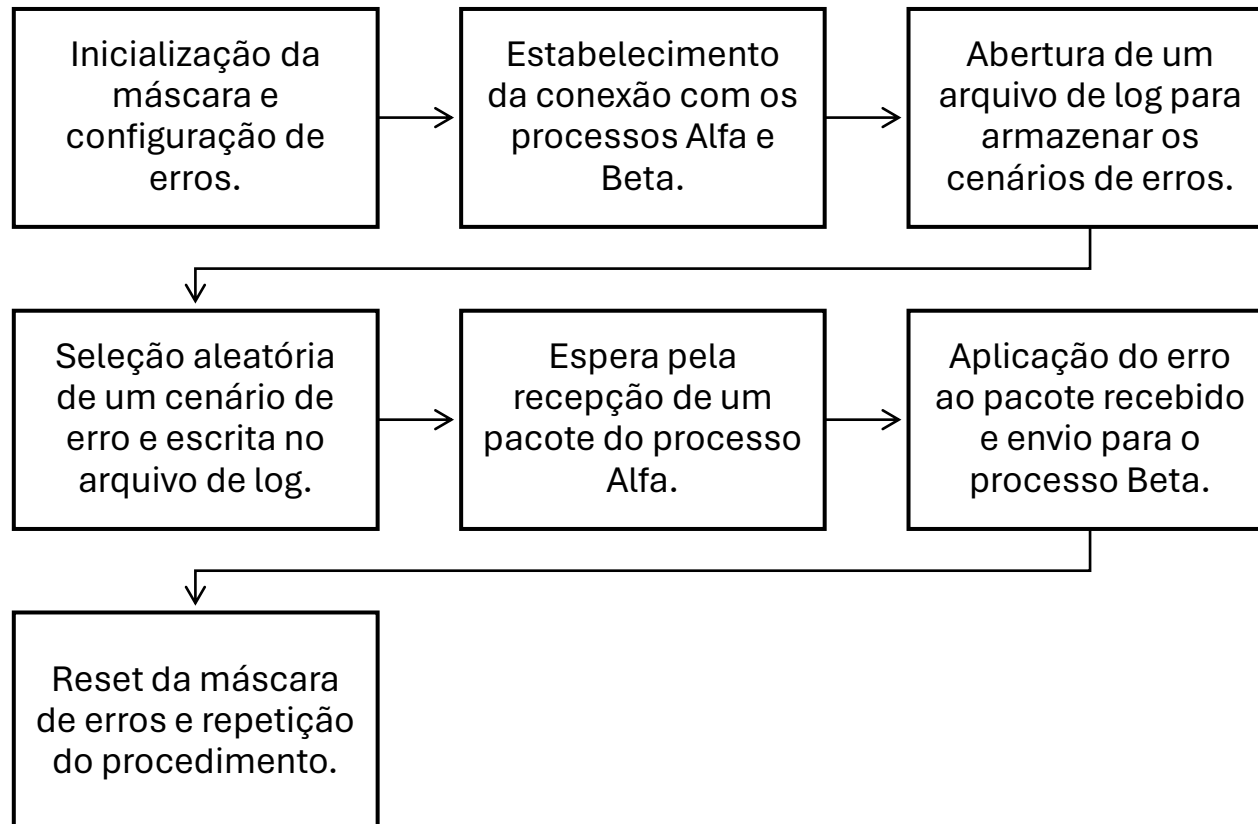 Inicialização da
máscara e
configuração de
erros.
Estabelecimento
da conexão com os
processos Alfa e
Beta.
Abertura de um
arquivo de log para
armazenar os
cenários de erros.
Seleção aleatória
de um cenário de
erro e escrita no
arquivo de log.
Espera pela
recepção de um
pacote do processo
Alfa.
Aplicação do erro
ao pacote recebido
e envio para o
processo Beta.
Reset da máscara
de erros e repetição
do procedimento.